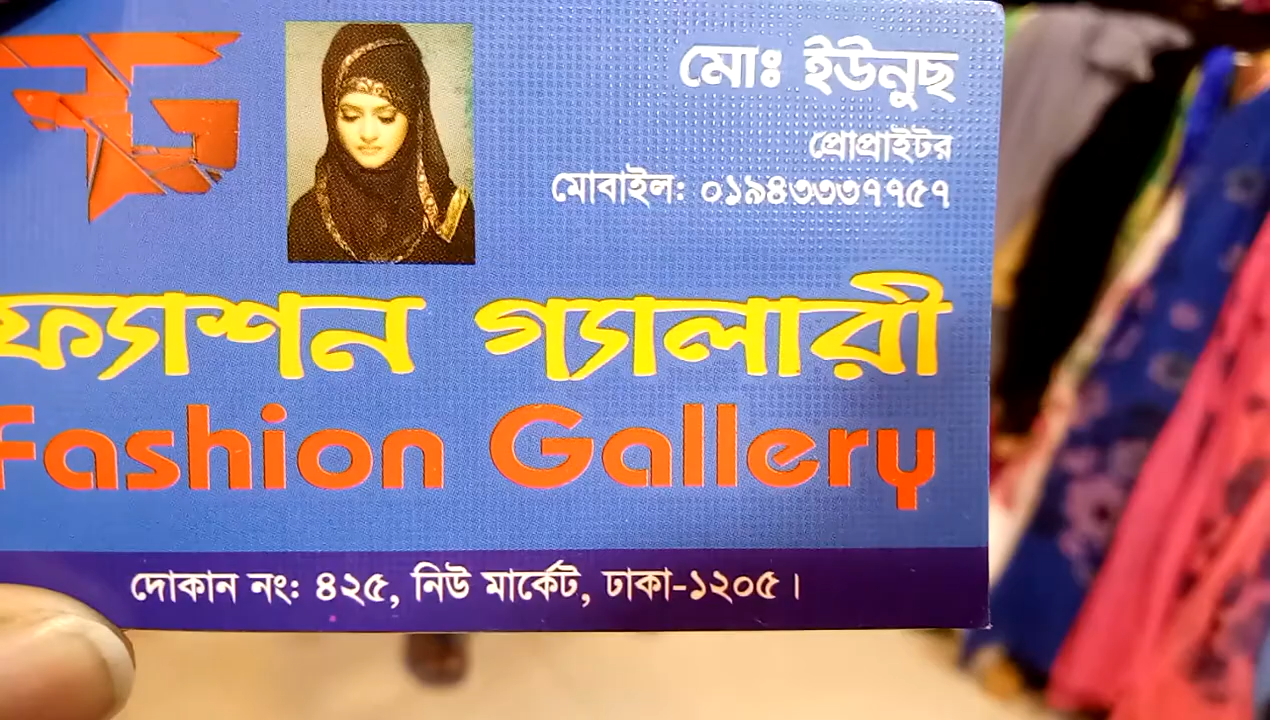 মোঃ ইউনুছ
প্রোপ্রাইটর
মোবাইল: ০১৯৪৩৩৩৭৭৫৭
ফ্যাশন গ্যালারী
Fashion Gallery
দোকান নং: ৪২৫, নিউ মার্কেট, ঢাকা-১২০৫।